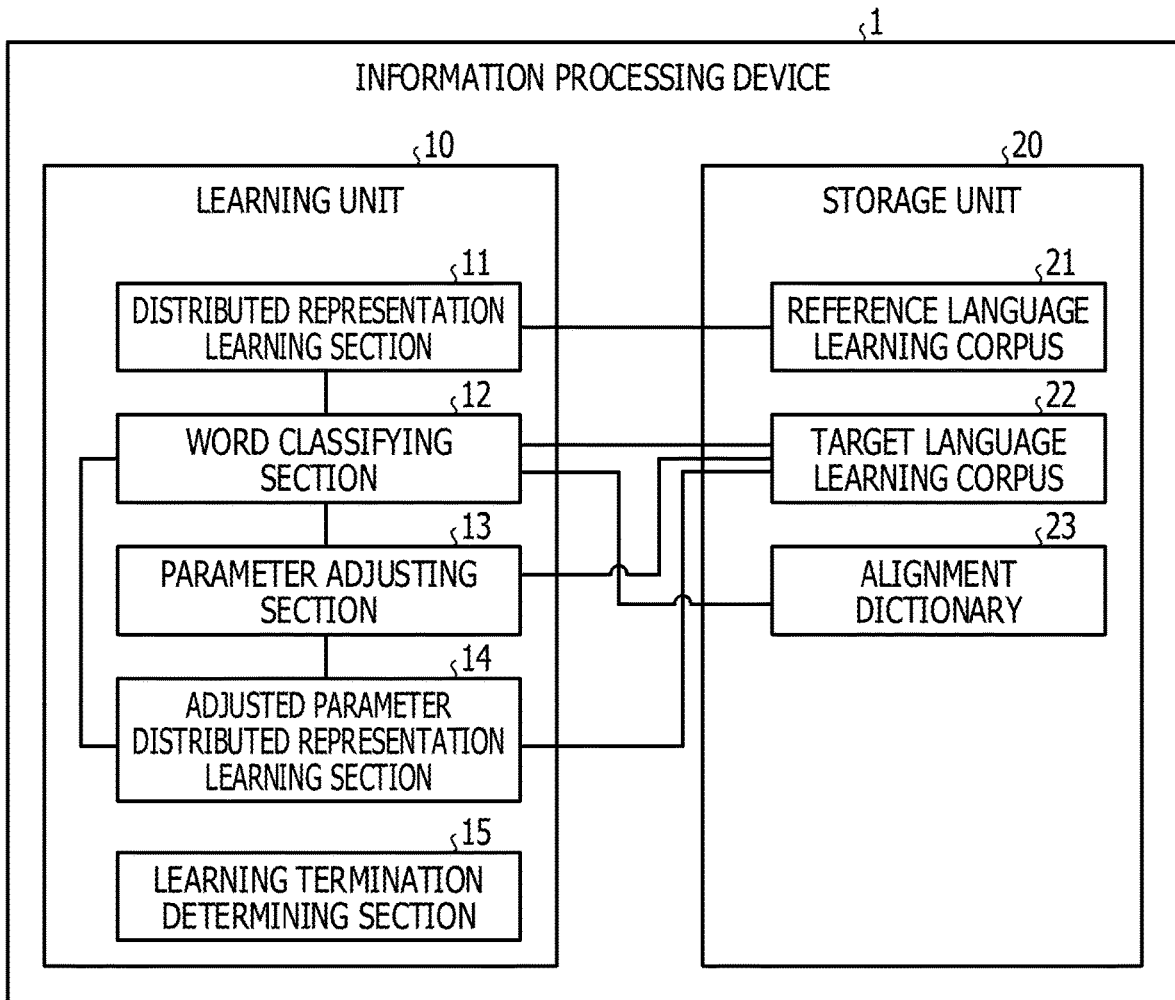 1
INFORMATION PROCESSING DEVICE
10
LEARNING UNIT
11
DISTRIBUTED REPRESENTATION
LEARNING SECTION
12
WORD CLASSIFYING
SECTION
13
PARAMETER ADJUSTING
SECTION
14
ADJUSTED PARAMETER
DISTRIBUTED REPRESENTATION
LEARNING SECTION
15
LEARNING TERMINATION
DETERMINING SECTION
20
STORAGE UNIT
21
REFERENCE LANGUAGE
LEARNING CORPUS
22
TARGET LANGUAGE
LEARNING CORPUS
23
ALIGNMENT
DICTIONARY